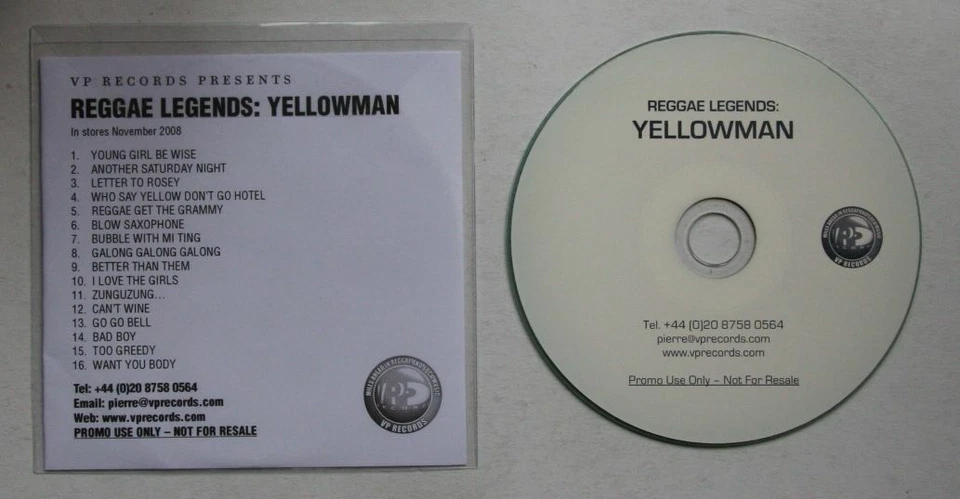 VP RECORDS PRESENTS
REGGAE LEGENDS: YELLOWMAN
In stores November 2008
1. YOUNG GIRL BE WISE
2. ANOTHER SATURDAY NIGHT
3. LETTER TO ROSEY
4. WHO SAY YELLOW DON'T GO HOTEL
5. REGGAE GET THE GRAMMY
6. BLOW SAXOPHONE
7. BUBBLE WITH MI TING
8. GALONG GALONG GALONG
9. BETTER THAN THEM
10. I LOVE THE GIRLS
11. ZUNGUZUNG...
12. CAN'T WINE
13. GO GO BELL
14. BAD BOY
15. TOO GREEDY
16. WANT YOU BODY
Tel: +44 (0)20 8758 0564
Email: pierre@vprecords.com
Web: www.vprecords.com
PROMO USE ONLY – NOT FOR RESALE
VP RECORDS
REGGAE LEGENDS:
YELLOWMAN
VP RECORDS
Tel. +44 (0)20 8758 0564
pierre@vprecords.com
www.vprecords.com
Promo Use Only – Not For Resale